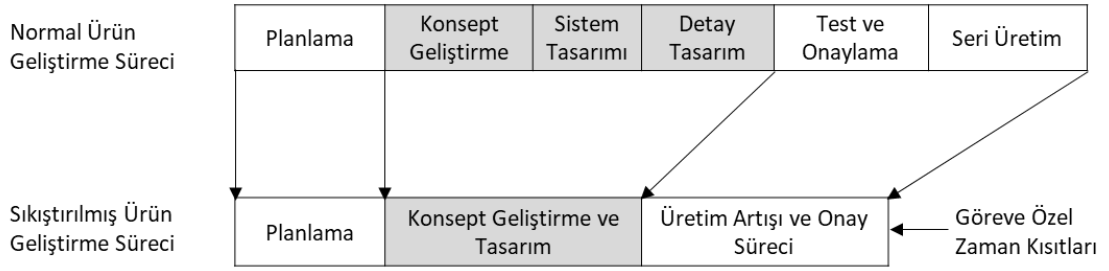 Normal Ürün
Geliştirme Süreci
Planlama
Konsept
Geliştirme
Sistem
Tasarımı
Detay
Tasarım
Test ve
Onaylama
Seri Üretim
Sıkıştırılmış Ürün
Geliştirme Süreci
Planlama
Konsept Geliştirme ve
Tasarım
Üretim Artışı ve Onay
Süreci
Göreve Özel
Zaman Kısıtları